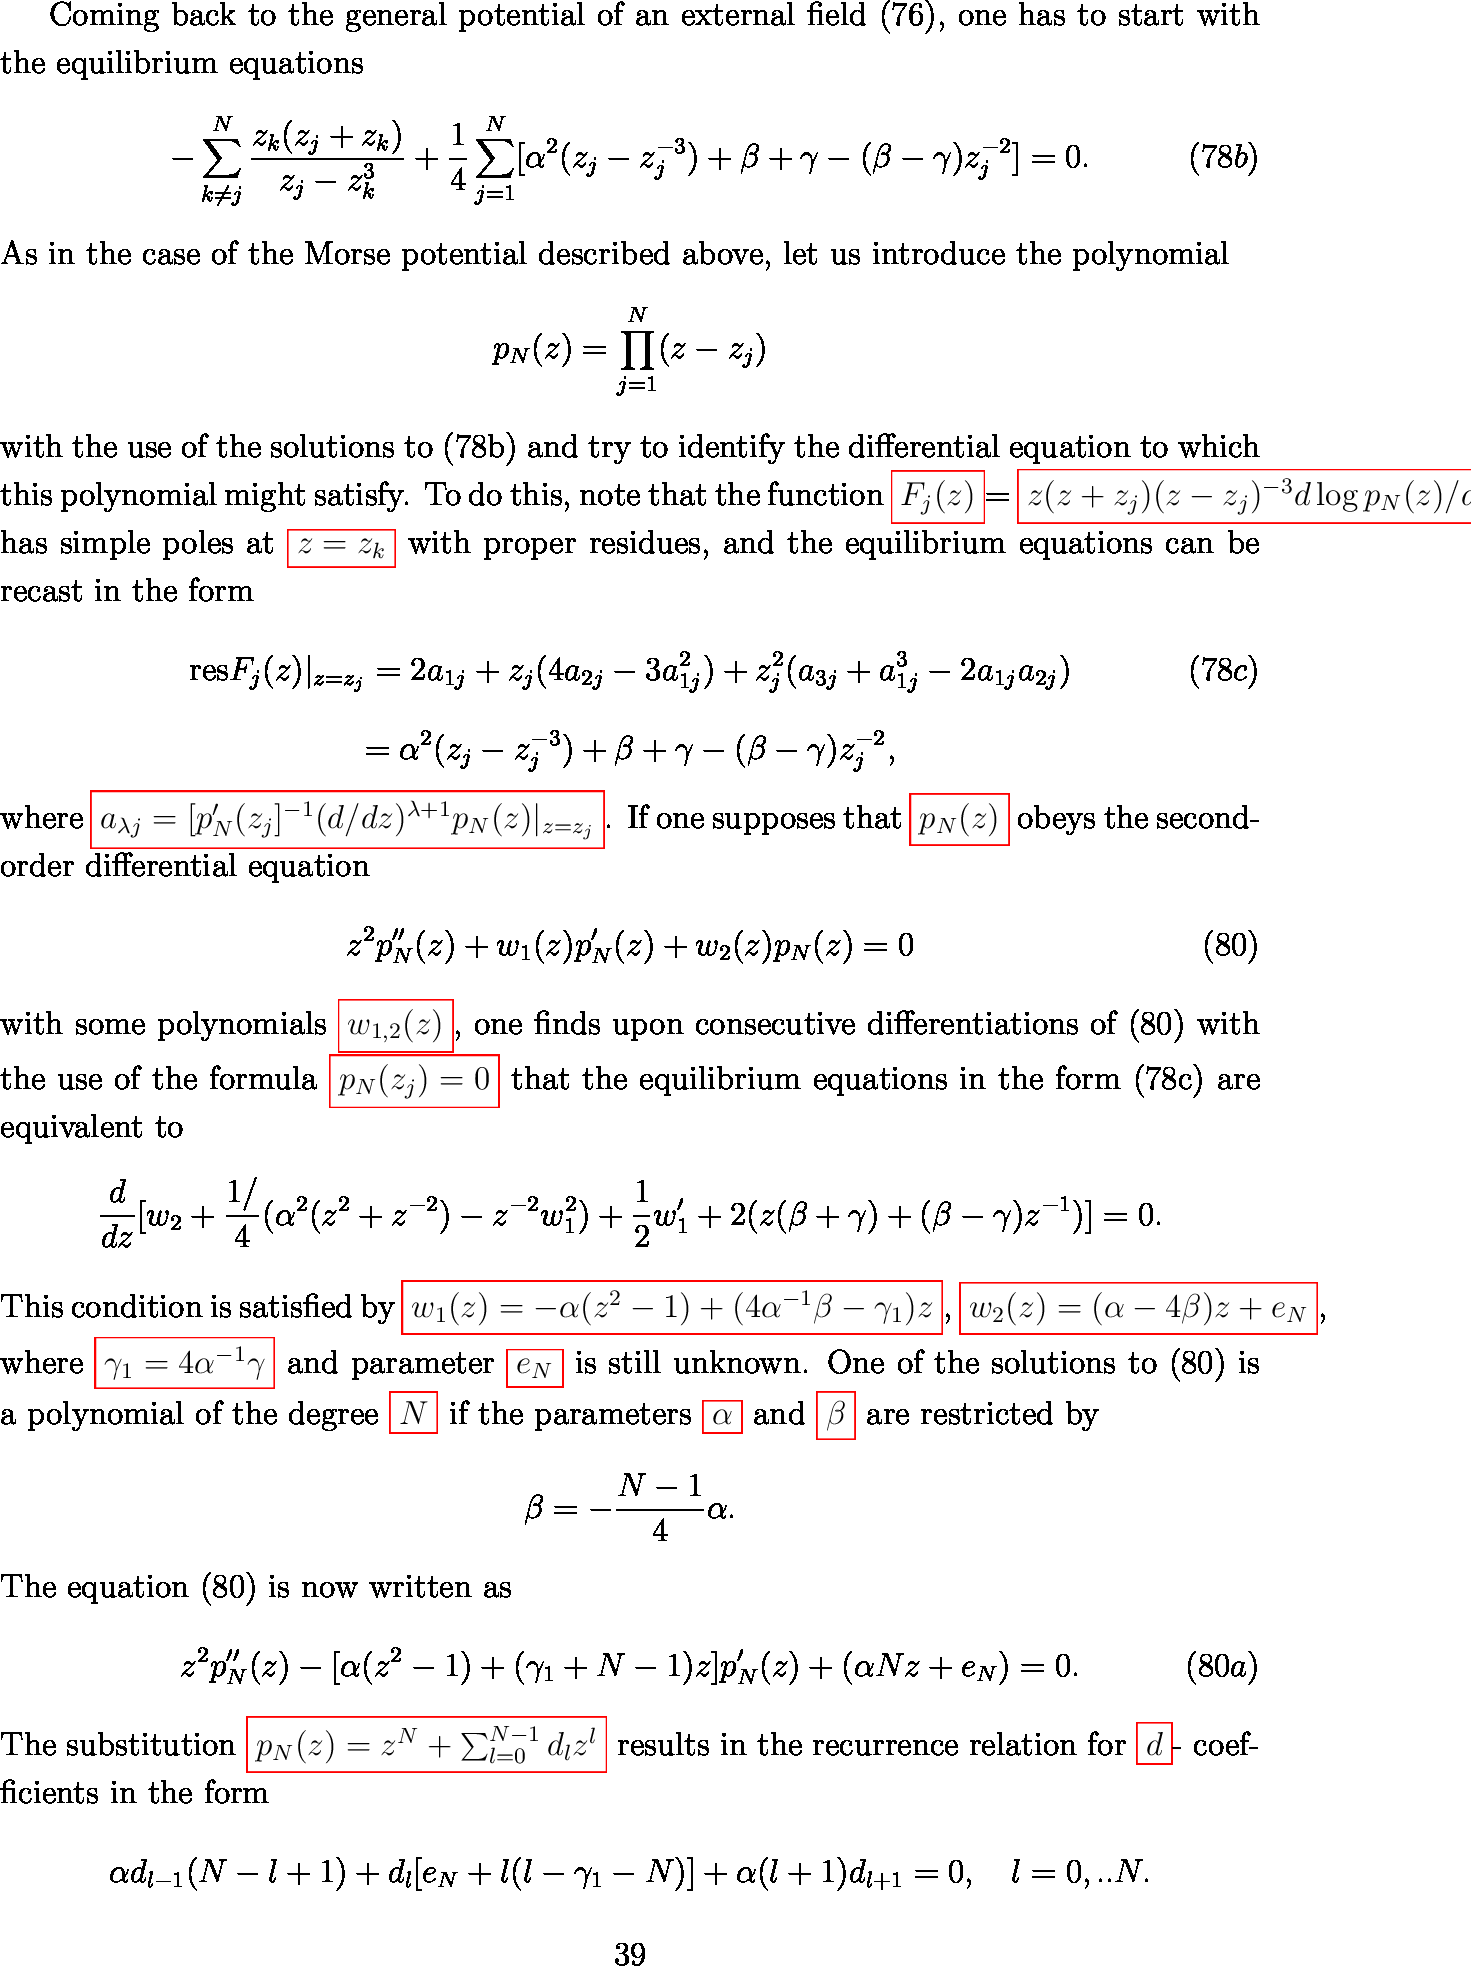 Coming back to the general potential of an external field (76), one has to start with
the equilibrium equations
$$-\sum_{k\neq j}^{N}\frac{z_k(z_j+z_k)}{z_j-z_k^3}+\frac{1}{4}\sum_{j=1}^{N}[\alpha^2(z_j-z_j^{-3})+\beta+\gamma-(\beta-\gamma)z_j^{-2}]=0. \quad (78b)$$
As in the case of the Morse potential described above, let us introduce the polynomial
$$p_N(z)=\prod_{j=1}^{N}(z-z_j)$$
with the use of the solutions to (78b) and try to identify the differential equation to which
this polynomial might satisfy. To do this, note that the function $F_j(z)$ = $z(z+z_j)(z-z_j)^{-3}d\log p_N(z)/$
has simple poles at $z=z_k$ with proper residues, and the equilibrium equations can be
recast in the form
$$\text{res}F_j(z)|_{z=z_j}=2a_{1j}+z_j(4a_{2j}-3a_{1j}^2)+z_j^2(a_{3j}+a_{1j}^3-2a_{1j}a_{2j}) \quad (78c)$$
$$=\alpha^2(z_j-z_j^{-3})+\beta+\gamma-(\beta-\gamma)z_j^{-2},$$
where $a_{\lambda j}=[p_N'(z_j]^{-1}(d/dz)^{\lambda+1}p_N(z)|_{z=z_j}$. If one supposes that $p_N(z)$ obeys the second-
order differential equation
$$z^2p_N''(z)+w_1(z)p_N'(z)+w_2(z)p_N(z)=0 \quad (80)$$
with some polynomials $w_{1,2}(z)$, one finds upon consecutive differentiations of (80) with
the use of the formula $p_N(z_j)=0$ that the equilibrium equations in the form (78c) are
equivalent to
$$\frac{d}{dz}[w_2+\frac{1/}{4}(\alpha^2(z^2+z^{-2})-z^{-2}w_1^2)+\frac{1}{2}w_1'+2(z(\beta+\gamma)+(\beta-\gamma)z^{-1})]=0.$$
This condition is satisfied by $w_1(z)=-\alpha(z^2-1)+(4\alpha^{-1}\beta-\gamma_1)z$, $w_2(z)=(\alpha-4\beta)z+e_N$,
where $\gamma_1=4\alpha^{-1}\gamma$ and parameter $e_N$ is still unknown. One of the solutions to (80) is
a polynomial of the degree $N$ if the parameters $\alpha$ and $\beta$ are restricted by
$$\beta=-\frac{N-1}{4}\alpha.$$
The equation (80) is now written as
$$z^2p_N''(z)-[\alpha(z^2-1)+(\gamma_1+N-1)z]p_N'(z)+(\alpha Nz+e_N)=0. \quad (80a)$$
The substitution $p_N(z)=z^N+\sum_{l=0}^{N-1}d_lz^l$ results in the recurrence relation for $d$- coef-
ficients in the form
$$\alpha d_{l-1}(N-l+1)+d_l[e_N+l(l-\gamma_1-N)]+\alpha(l+1)d_{l+1}=0, \quad l=0,..N.$$
39